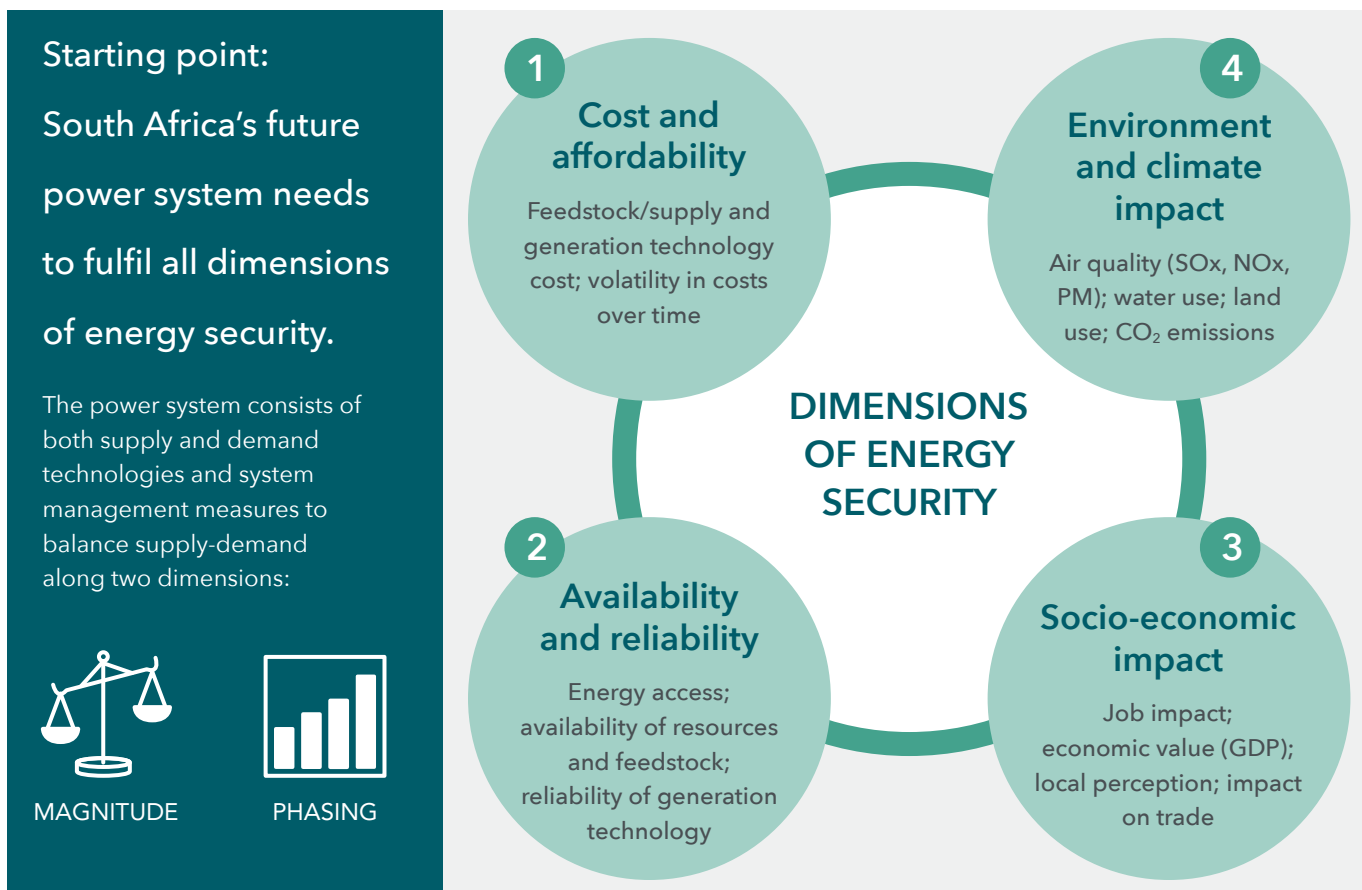 Starting point:
South Africa’s future
power system needs
to fulfil all dimensions
of energy security.
The power system consists of
both supply and demand
technologies and system
management measures to
balance supply-demand
along two dimensions:
MAGNITUDE
PHASING
DIMENSIONS
OF ENERGY
SECURITY
1
Cost and
affordability
Feedstock/supply and
generation technology
cost; volatility in costs
over time
2
Availability
and reliability
Energy access;
availability of resources
and feedstock;
reliability of generation
technology
3
Socio-economic
impact
Job impact;
economic value (GDP);
local perception; impact
on trade
4
Environment
and climate
impact
Air quality (SOx, NOx,
PM); water use; land
use; CO₂ emissions